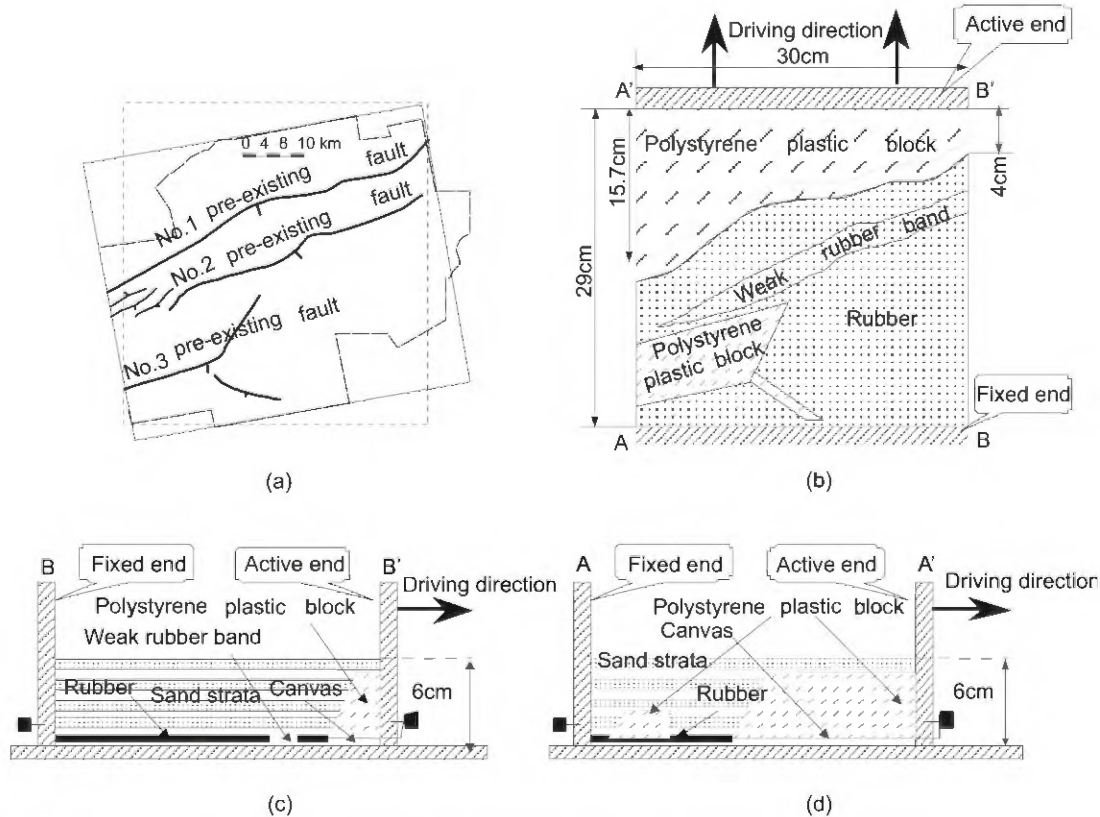 0 4 8 10 km
No.1 pre-existing fault
No.2 pre-existing fault
No.3 pre-existing fault
(a)
Driving direction
30cm
Active end
A'
B'
Polystyrene plastic block
15.7cm
4cm
29cm
Weak rubber band
Rubber
Polystyrene
plastic block
Fixed end
A
B
(b)
B
Fixed end
Active end
B'
Driving direction
Polystyrene plastic block
Weak rubber band
Rubber
Sand strata
Canvas
6cm
(c)
A
Fixed end
Active end
A'
Driving direction
Polystyrene plastic block
Canvas
Sand strata
Rubber
6cm
(d)